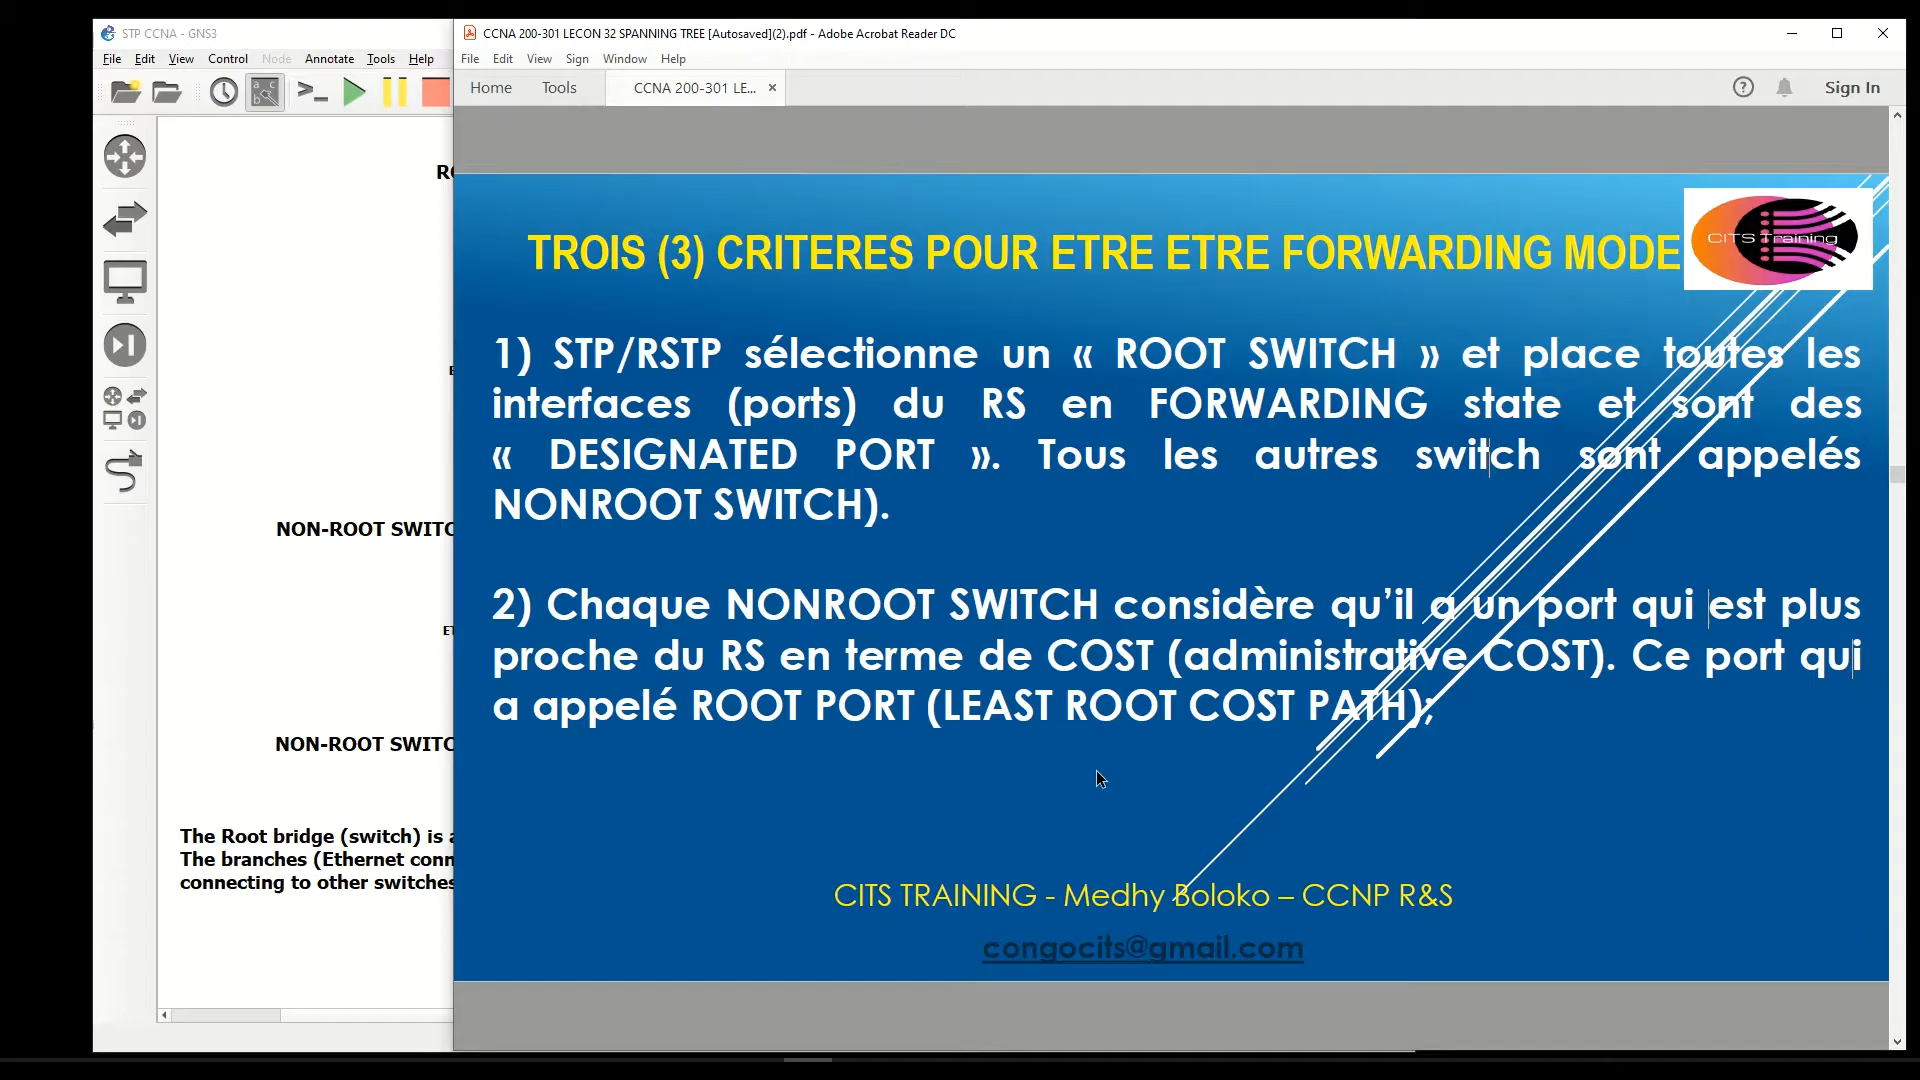 STP CCNA - GNS3
File Edit View Control Node Annotate Tools Help
CCNA 200-301 LECON 32 SPANNING TREE [Autosaved](2).pdf - Adobe Acrobat Reader DC
File Edit View Sign Window Help
Home Tools CCNA 200-301 LE... Sign In
NON-ROOT SWITC
NON-ROOT SWITC
The Root bridge (switch) is
The branches (Ethernet conn
connecting to other switches
TROIS (3) CRITERES POUR ETRE ETRE FORWARDING MODE
CITS Training
1) STP/RSTP sélectionne un « ROOT SWITCH » et place toutes les
interfaces (ports) du RS en FORWARDING state et sont des
« DESIGNATED PORT ». Tous les autres switch sont appelés
NONROOT SWITCH).
2) Chaque NONROOT SWITCH considère qu’il a un port qui est plus
proche du RS en terme de COST (administrative COST). Ce port qui
a appelé ROOT PORT (LEAST ROOT COST PATH);
CITS TRAINING - Medhy Boloko – CCNP R&S
congocits@gmail.com